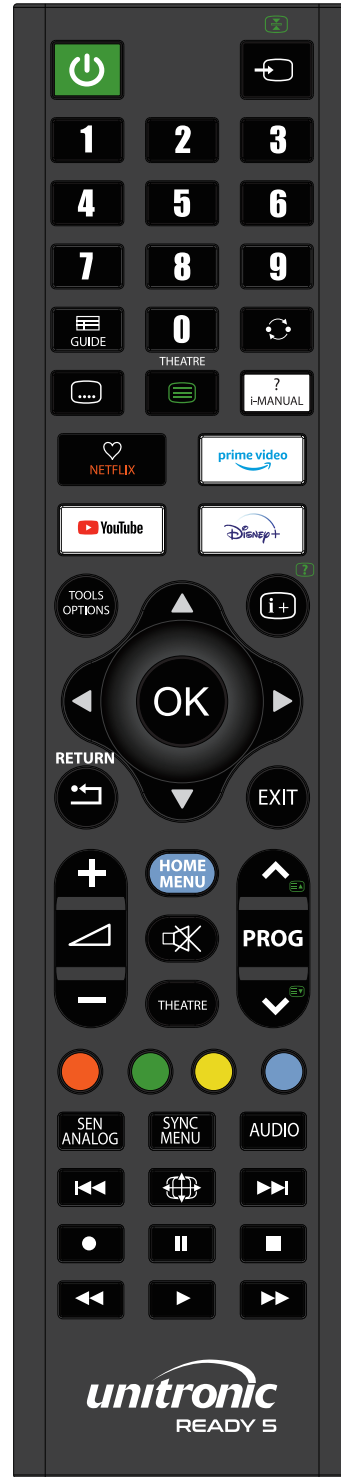 1 2 3
4 5 6
7 8 9
GUIDE 0
THEATRE
?
i-MANUAL
NETFLIX prime video
YouTube Disney+
?
TOOLS
OPTIONS
i+
OK
RETURN
EXIT
HOME
MENU
PROG
THEATRE
SEN
ANALOG
SYNC
MENU
AUDIO
unitronic
READY 5